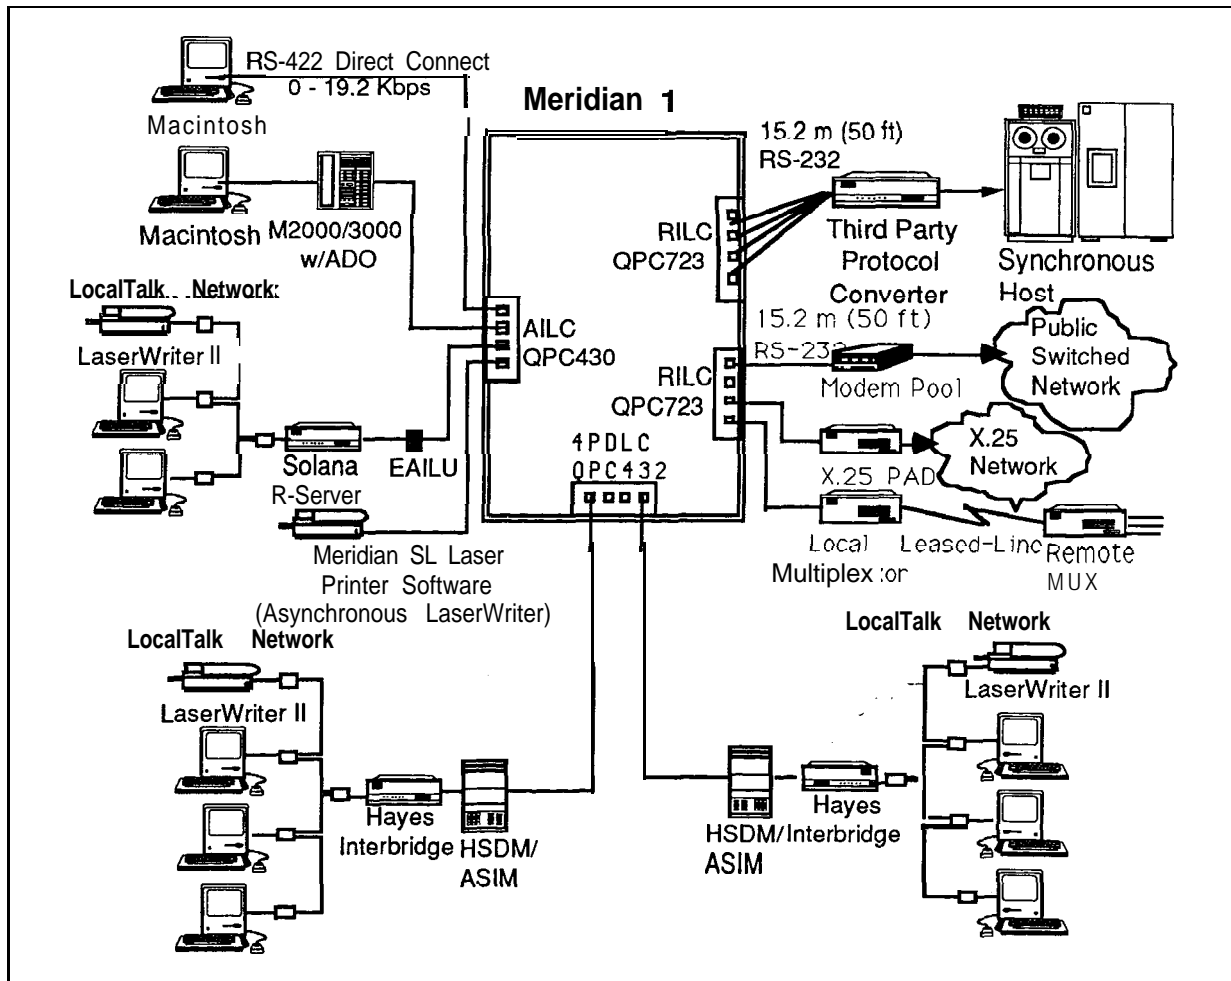 RS-422 Direct Connect
0 - 19.2 Kbps
Macintosh
Meridian 1
Macintosh
M2000/3000
w/ADO
LocalTalk Network:
LaserWriter II
Solana
R-Server
EAILU
Meridian SL Laser
Printer Software
(Asynchronous LaserWriter)
AILC
QPC430
4PDLC
QPC432
RILC
QPC723
RILC
QPC723
15.2 m (50 ft)
RS-232
Third Party
Protocol
Converter
Synchronous
Host
15.2 m (50 ft)
RS-232
Modem Pool
Public
Switched
Network
X.25 PAD
X.25
Network
Local
Multiplex :or
Leased-Line
Remote
MUX
LocalTalk Network
LaserWriter II
Hayes
Interbridge
HSDM/
ASIM
LocalTalk Network
LaserWriter II
HSDM/
ASIM
Hayes
Interbridge